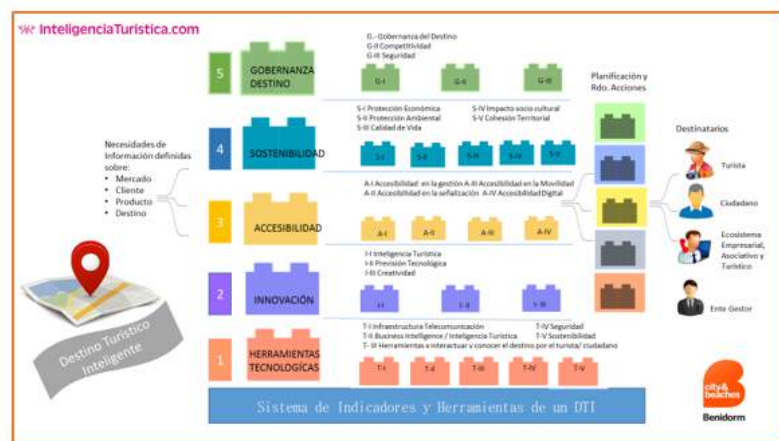 InteligenciaTuristica.com
5
GOBERNANZA
DESTINO
G.- Gobernanza del Destino
G-II Competitividad
G-III Seguridad
G-I
G-II
G-III
4
SOSTENIBILIDAD
S-I Protección Económica
S-II Protección Ambiental
S-III Calidad de Vida
S-IV Impacto socio cultural
S-V Cohesión Territorial
S-I
S-II
S-III
S-IV
S-V
3
ACCESIBILIDAD
A-I Accesibilidad en la gestión A-III Accesibilidad en la Movilidad
A-II Accesibilidad en la señalización A-IV Accesibilidad Digital
A-I
A-II
A-III
A-IV
2
INNOVACIÓN
I-I Inteligencia Turística
I-II Previsión Tecnológica
I-III Creatividad
I-I
I-II
I-III
1
HERRAMIENTAS
TECNOLOGÍCAS
T-I Infraestructura Telecomunicación
T-II Business Intelligence / Inteligencia Turística
T- III Herramientas a interactuar y conocer el destino por el turista/ ciudadano
T-IV Seguridad
T-V Sostenibilidad
T-I
T-II
T-III
T-IV
T-V
Sistema de Indicadores y Herramientas de un DTI
Necesidades de
Información definidas
sobre:
• Mercado
• Cliente
• Producto
• Destino
Destino Turístico
Inteligente
Planificación y
Rdo. Acciones
Destinatarios
Turista
Ciudadano
Ecosistema
Empresarial,
Asociativo y
Turístico
Ente Gestor
city&
beaches
Benidorm